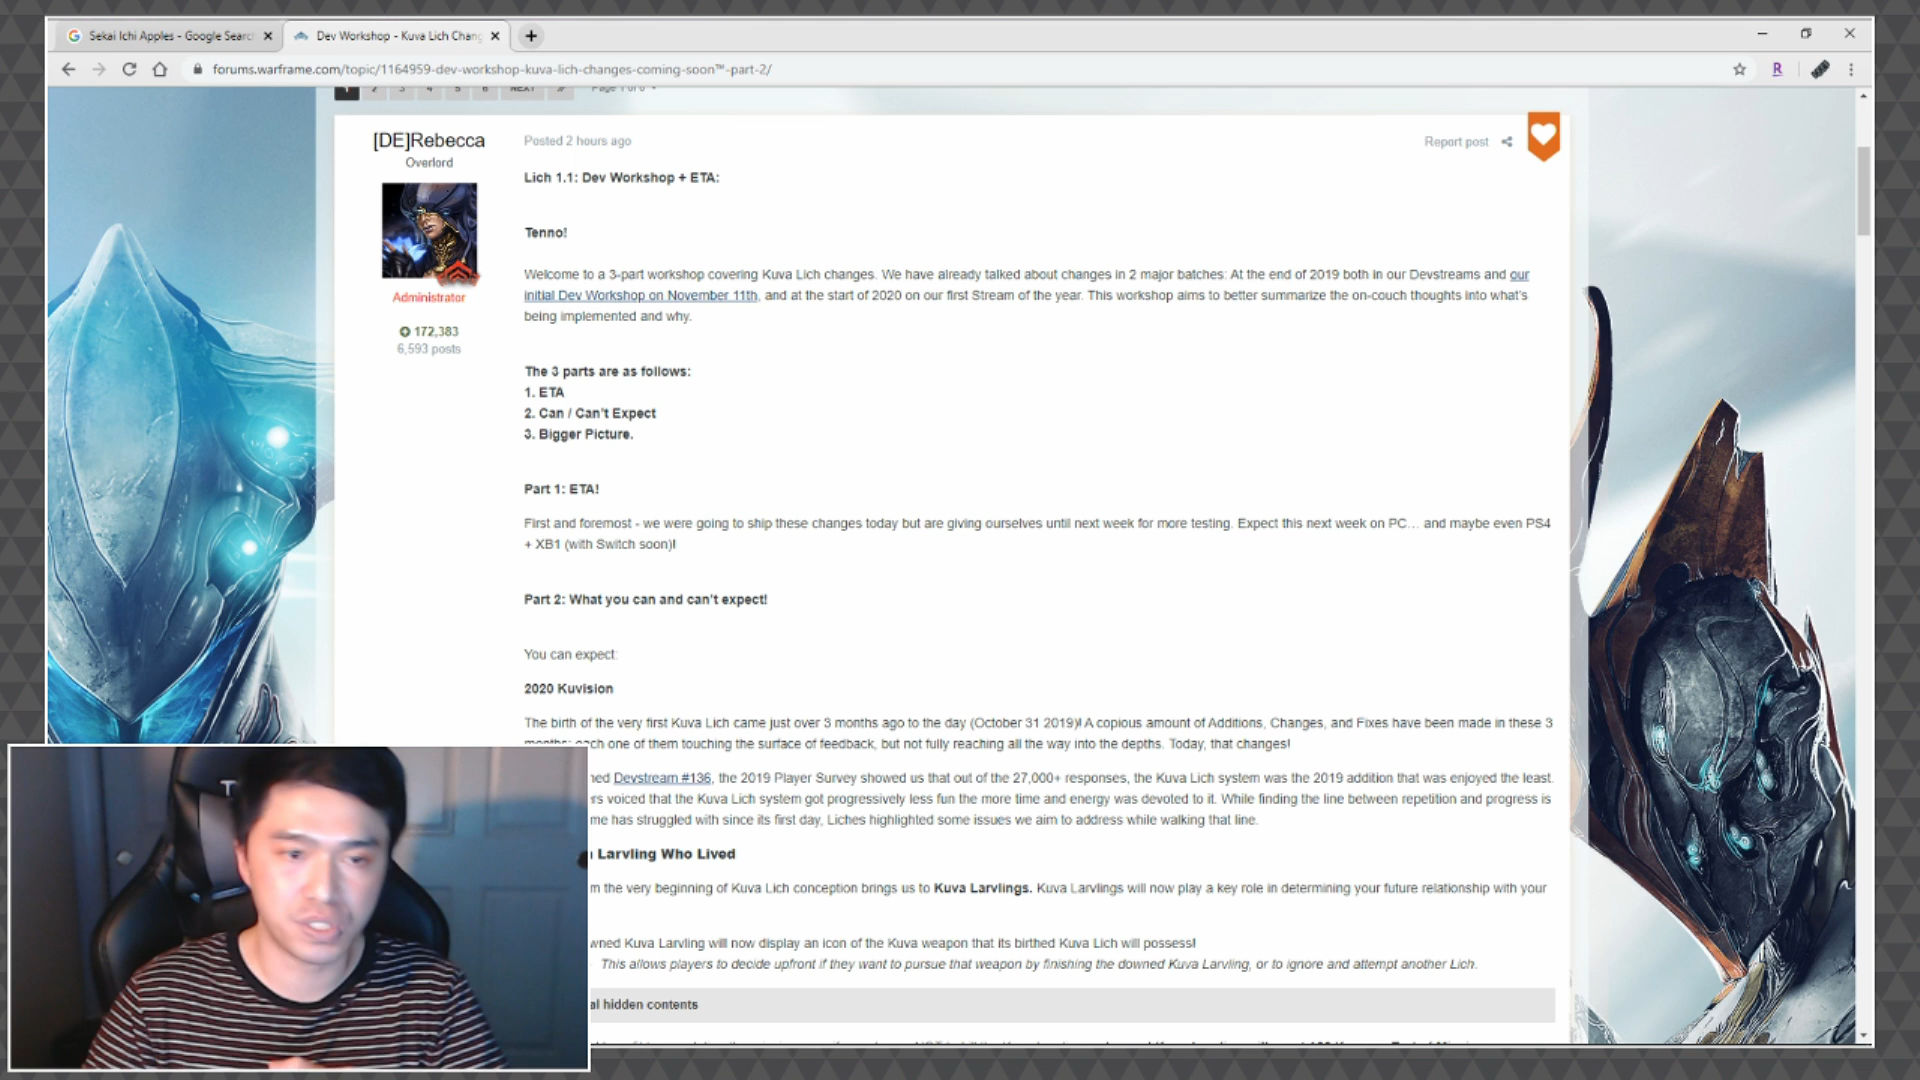 Sekai Ichi Apples - Google Searc
Dev Workshop - Kuva Lich Chang
forums.warframe.com/topic/1164959-dev-workshop-kuva-lich-changes-coming-soon™-part-2/
R
1 2 3 4 5 6 NEXT Page 1 of 6
[DE]Rebecca
Overlord
Administrator
172,383
6,593 posts
Posted 2 hours ago
Report post
Lich 1.1: Dev Workshop + ETA:
Tenno!
Welcome to a 3-part workshop covering Kuva Lich changes. We have already talked about changes in 2 major batches: At the end of 2019 both in our Devstreams and our
initial Dev Workshop on November 11th, and at the start of 2020 on our first Stream of the year. This workshop aims to better summarize the on-couch thoughts into what's
being implemented and why.
The 3 parts are as follows:
1. ETA
2. Can / Can't Expect
3. Bigger Picture.
Part 1: ETA!
First and foremost - we were going to ship these changes today but are giving ourselves until next week for more testing. Expect this next week on PC… and maybe even PS4
+ XB1 (with Switch soon)!
Part 2: What you can and can't expect!
You can expect:
2020 Kuvision
The birth of the very first Kuva Lich came just over 3 months ago to the day (October 31 2019)! A copious amount of Additions, Changes, and Fixes have been made in these 3
months: each one of them touching the surface of feedback, but not fully reaching all the way into the depths. Today, that changes!
ned Devstream #136, the 2019 Player Survey showed us that out of the 27,000+ responses, the Kuva Lich system was the 2019 addition that was enjoyed the least.
rs voiced that the Kuva Lich system got progressively less fun the more time and energy was devoted to it. While finding the line between repetition and progress is
me has struggled with since its first day, Liches highlighted some issues we aim to address while walking that line.
Larvling Who Lived
m the very beginning of Kuva Lich conception brings us to Kuva Larvlings. Kuva Larvlings will now play a key role in determining your future relationship with your
wned Kuva Larvling will now display an icon of the Kuva weapon that its birthed Kuva Lich will possess!
This allows players to decide upfront if they want to pursue that weapon by finishing the downed Kuva Larvling, or to ignore and attempt another Lich.
al hidden contents